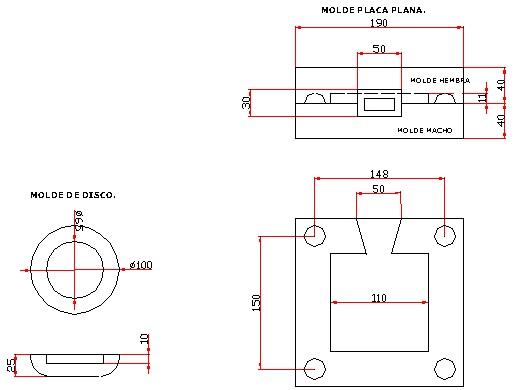 MOLDE PLACA PLANA.
190
50
MOLDE HEMBRA
30
11
40
40
MOLDE MACHO
148
50
MOLDE DE DISCO.
ø65
ø100
150
110
10
25